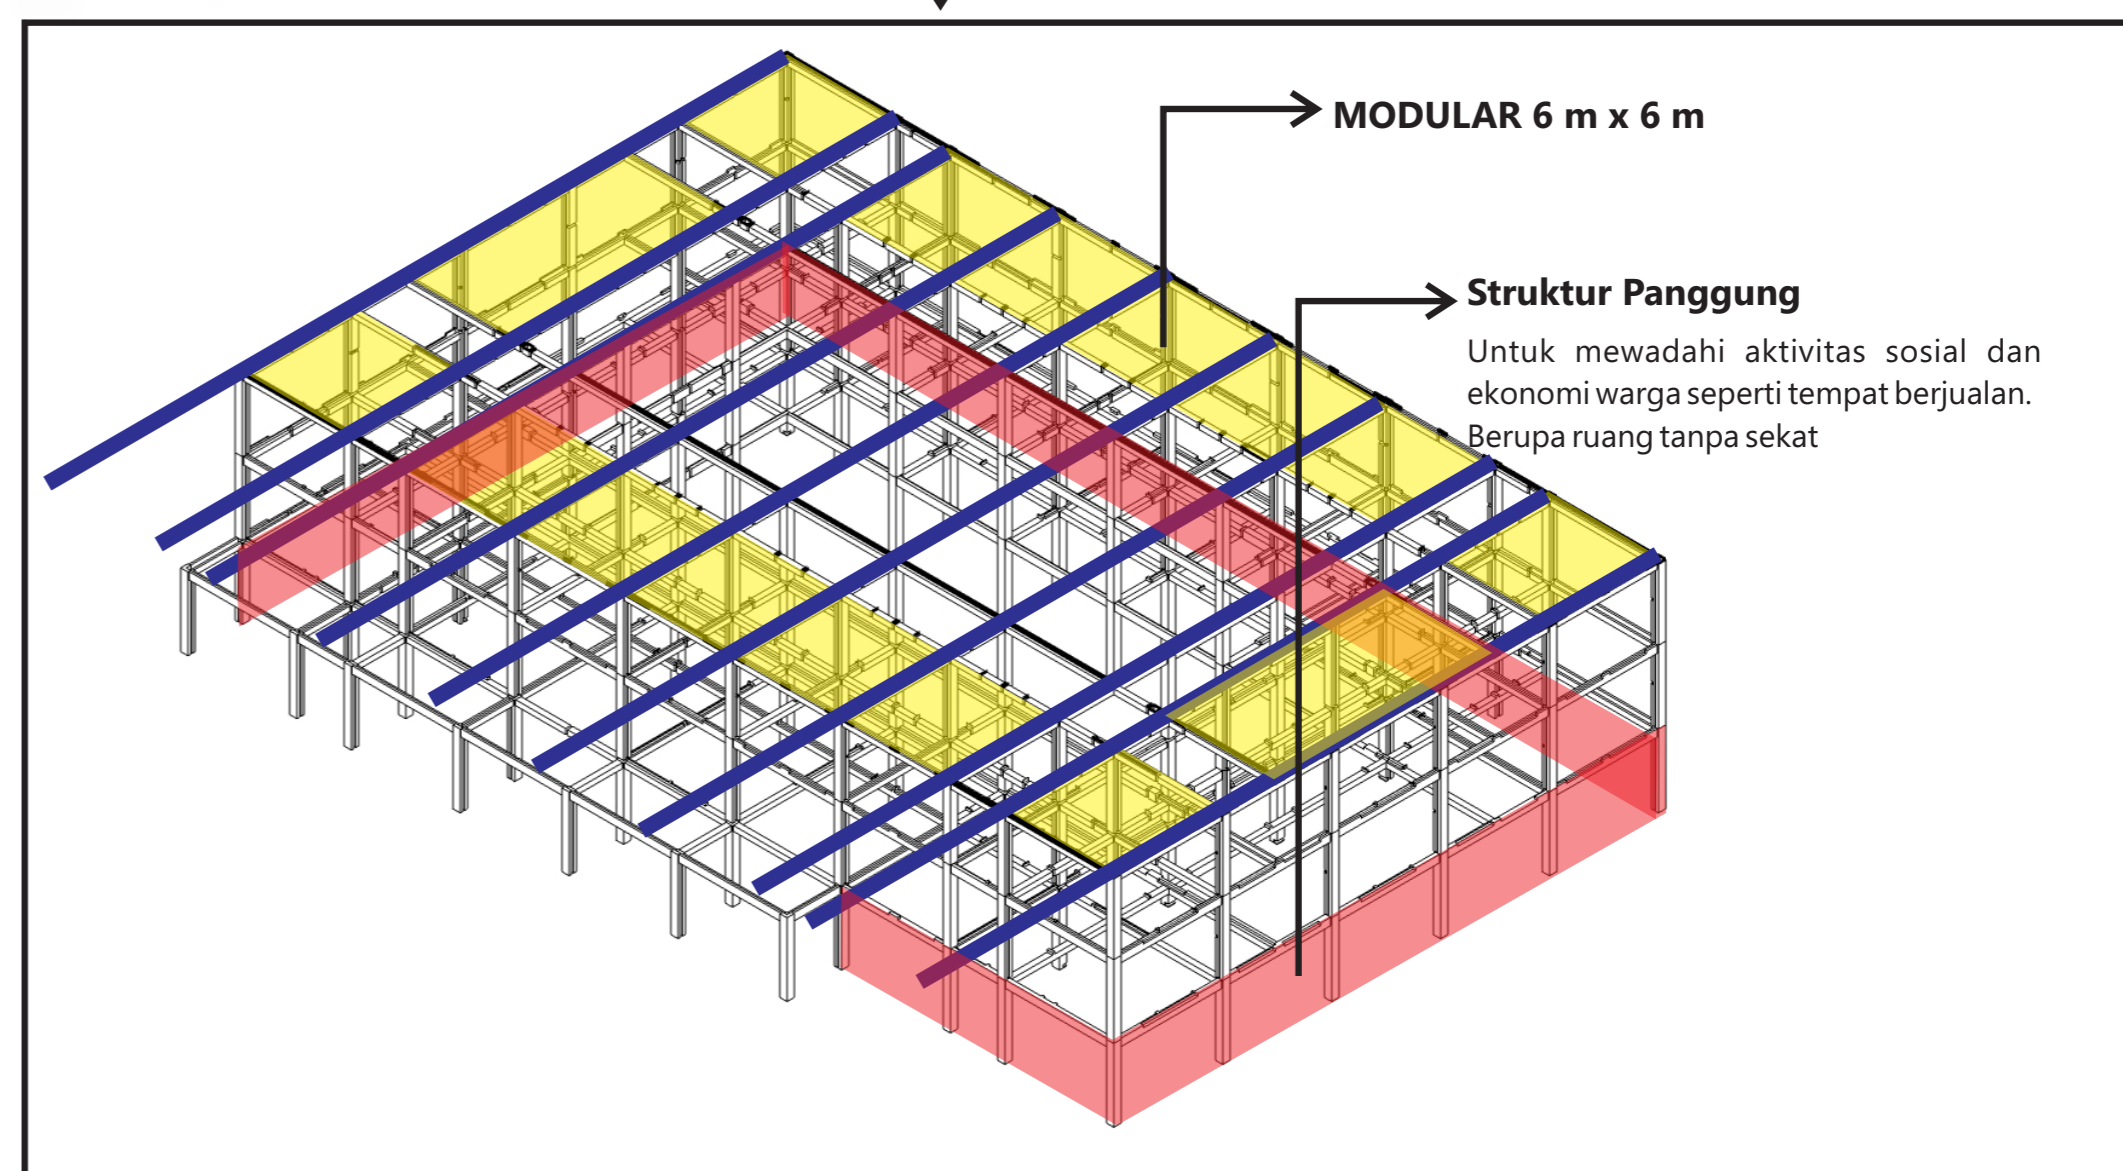 MODULAR 6 m x 6 m
Struktur Panggung
Untuk mewadahi aktivitas sosial dan
ekonomi warga seperti tempat berjualan.
Berupa ruang tanpa sekat